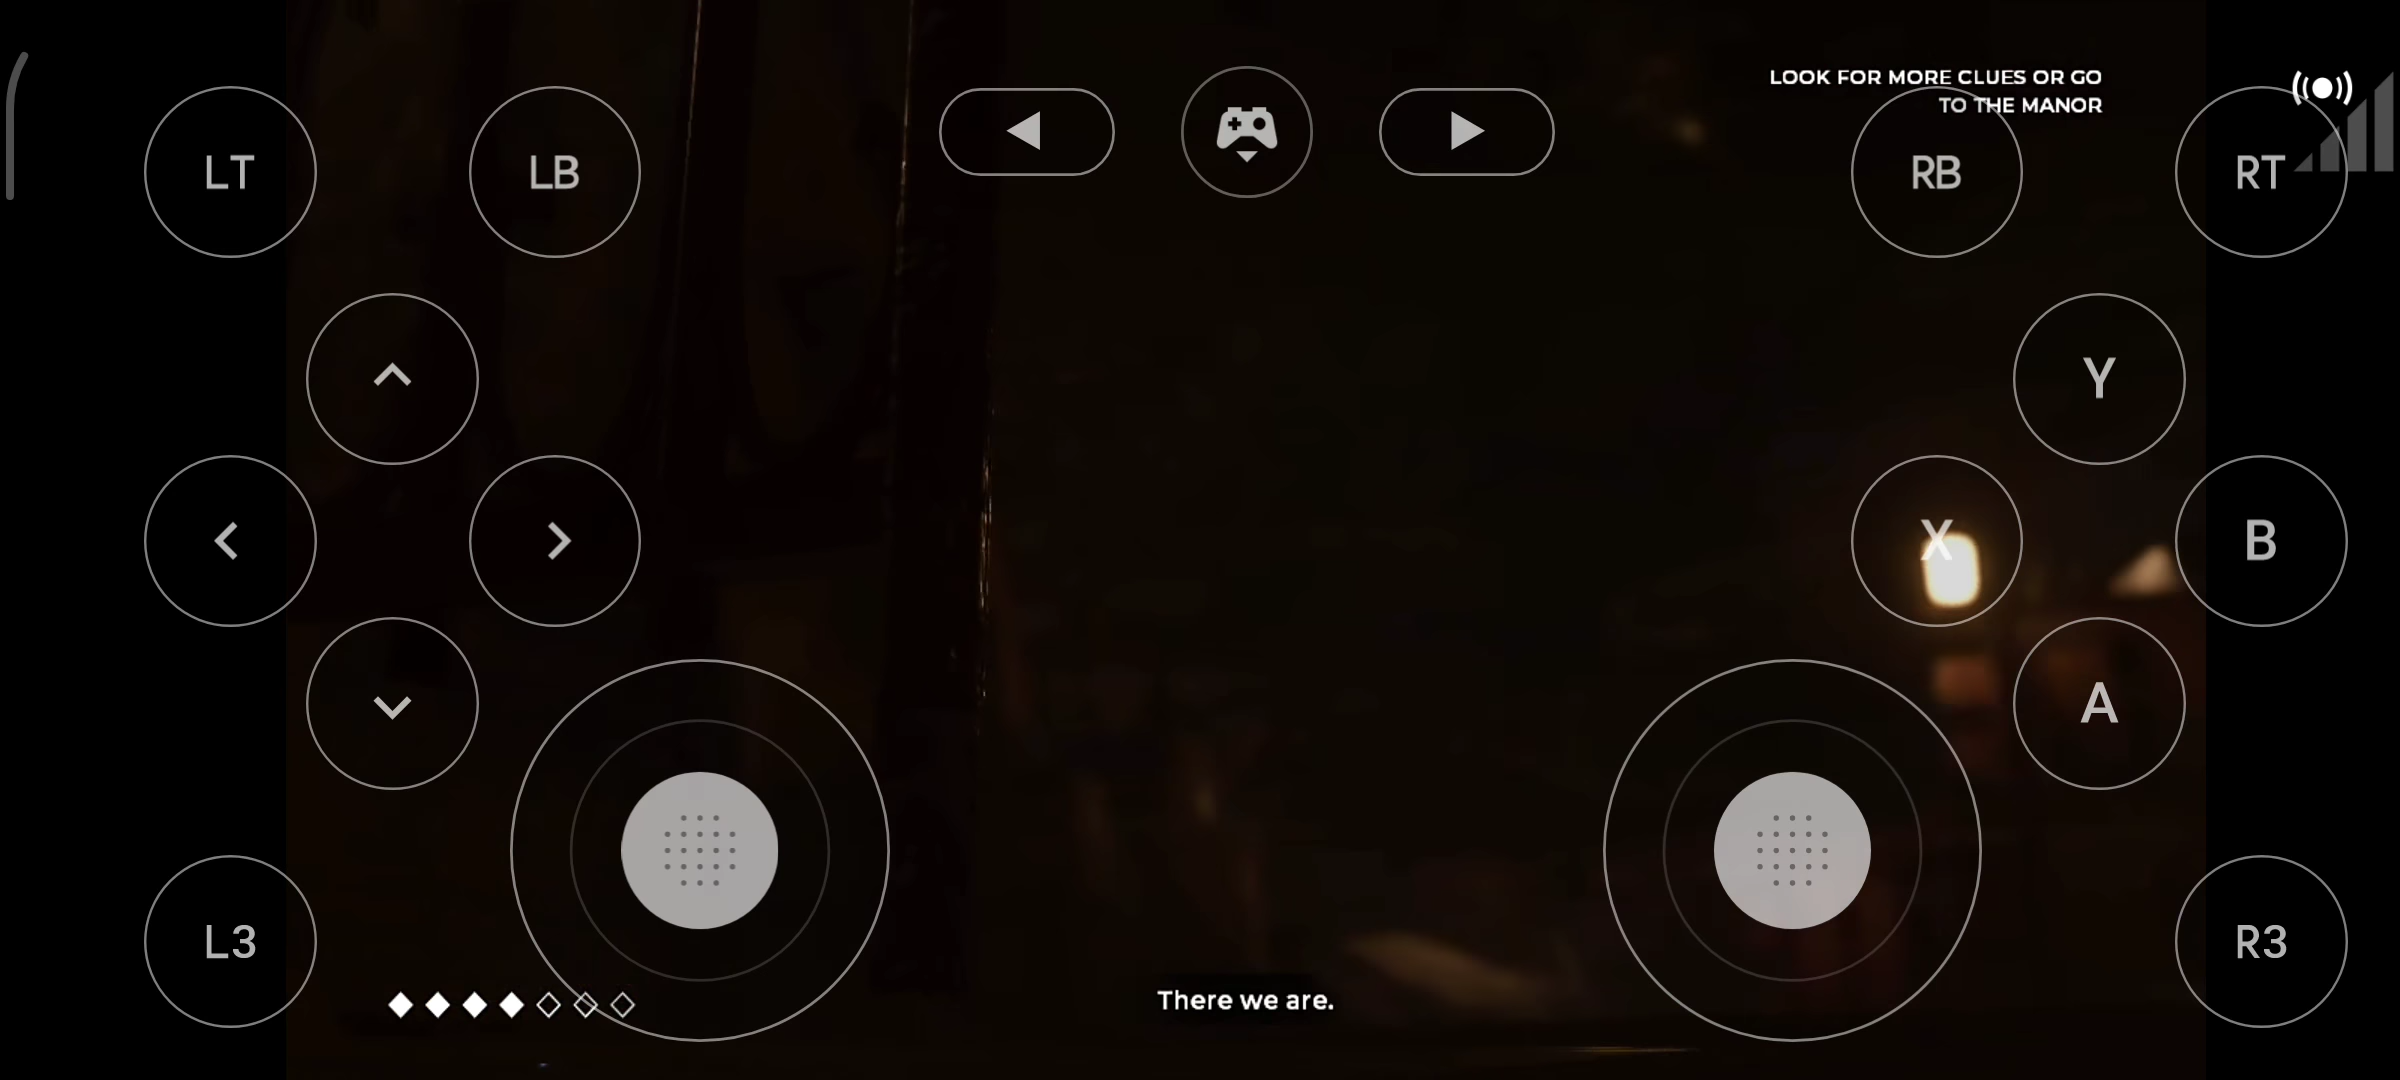 LOOK FOR MORE CLUES OR GO
TO THE MANOR
LT
LB
RB
RT
Y
X
B
A
L3
R3
There we are.